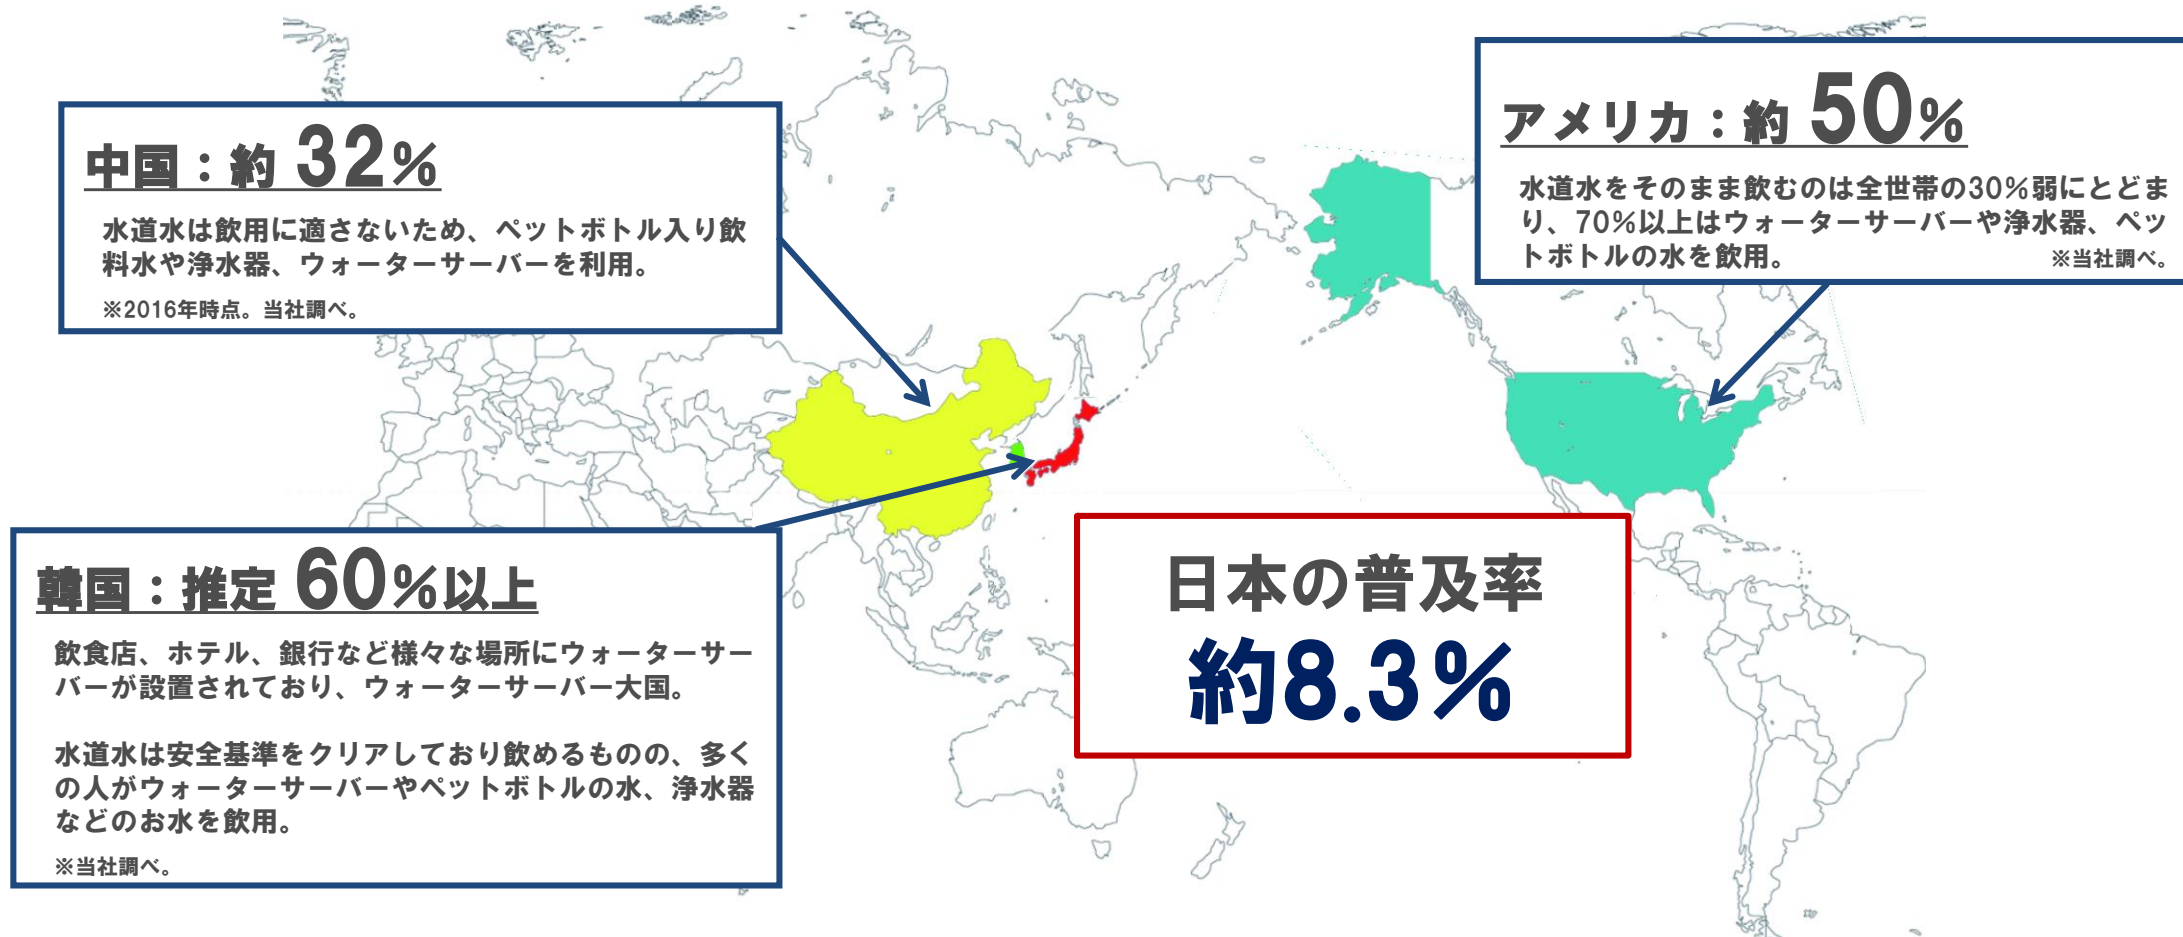 中国：約 32%
水道水は飲用に適さないため、ペットボトル入り飲
料水や浄水器、ウォーターサーバーを利用。
※2016年時点。当社調べ。
アメリカ：約 50%
水道水をそのまま飲むのは全世帯の30%弱にとどま
り、70%以上はウォーターサーバーや浄水器、ペッ
トボトルの水を飲用。 ※当社調べ。
韓国：推定 60%以上
飲食店、ホテル、銀行など様々な場所にウォーターサー
バーが設置されており、ウォーターサーバー大国。
水道水は安全基準をクリアしており飲めるものの、多く
の人がウォーターサーバーやペットボトルの水、浄水器
などのお水を飲用。
※当社調べ。
日本の普及率
約8.3%